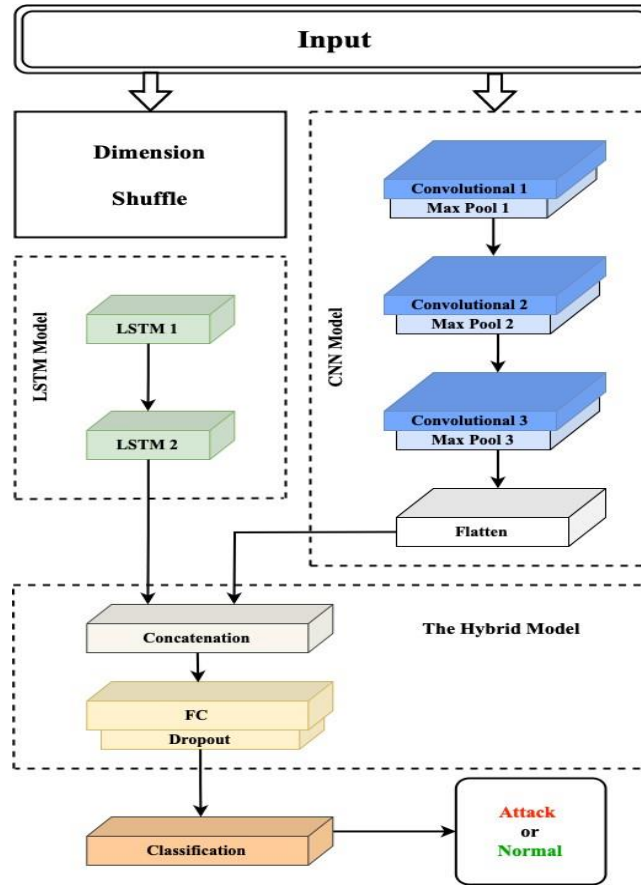 Input
Dimension
Shuffle
LSTM Model
LSTM 1
LSTM 2
CNN Model
Convolutional 1
Max Pool 1
Convolutional 2
Max Pool 2
Convolutional 3
Max Pool 3
Flatten
The Hybrid Model
Concatenation
FC
Dropout
Classification
Attack
or
Normal